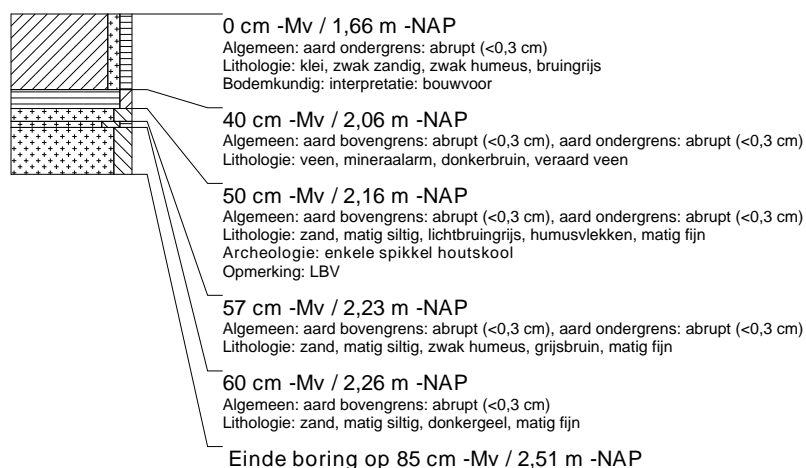 0 cm -Mv / 1,66 m -NAP
Algemeen: aard ondergrens: abrupt (<0,3 cm)
Lithologie: klei, zwak zandig, zwak humeus, bruingrijs
Bodemkundig: interpretatie: bouwvoor
40 cm -Mv / 2,06 m -NAP
Algemeen: aard bovengrens: abrupt (<0,3 cm), aard ondergrens: abrupt (<0,3 cm)
Lithologie: veen, mineraalarm, donkerbruin, veraard veen
50 cm -Mv / 2,16 m -NAP
Algemeen: aard bovengrens: abrupt (<0,3 cm), aard ondergrens: abrupt (<0,3 cm)
Lithologie: zand, matig siltig, lichtbruingrijs, humusvlekken, matig fijn
Archeologie: enkele spikkel houtskool
Opmerking: LBV
57 cm -Mv / 2,23 m -NAP
Algemeen: aard bovengrens: abrupt (<0,3 cm), aard ondergrens: abrupt (<0,3 cm)
Lithologie: zand, matig siltig, zwak humeus, grijsbruin, matig fijn
60 cm -Mv / 2,26 m -NAP
Algemeen: aard bovengrens: abrupt (<0,3 cm)
Lithologie: zand, matig siltig, donkergeel, matig fijn
Einde boring op 85 cm -Mv / 2,51 m -NAP